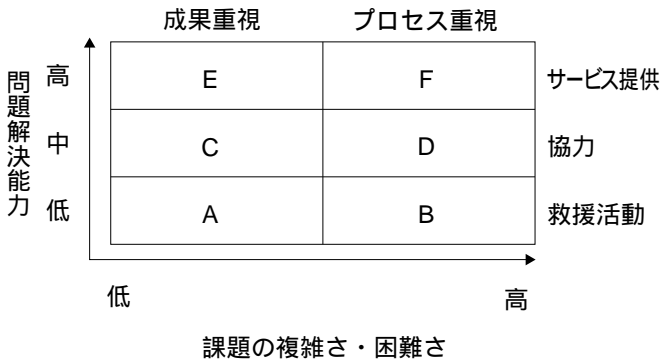 成果重視 プロセス重視
問題解決能力
高 E F サービス提供
中 C D 協力
低 A B 救援活動
低 高
課題の複雑さ・困難さ